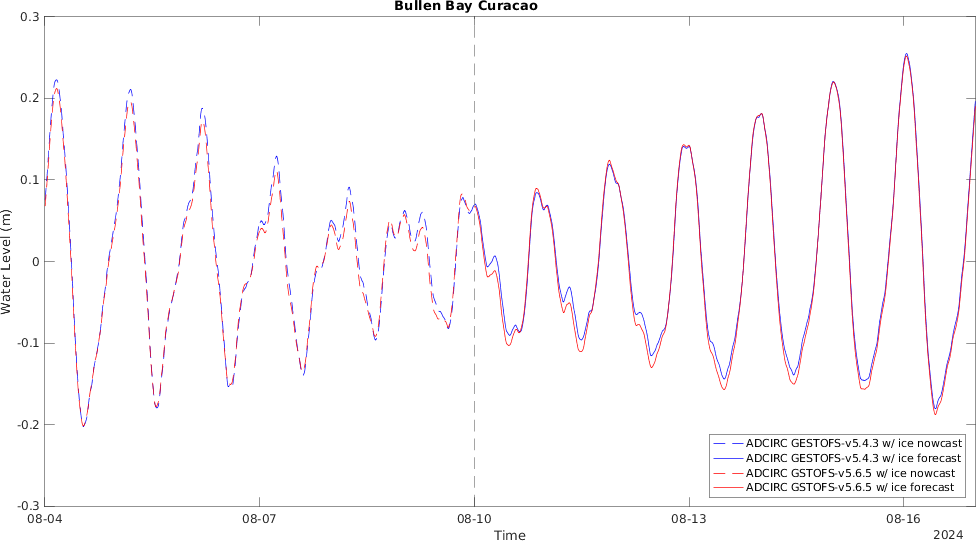 Bullen Bay Curacao
0.3
0.2
0.1
0
-0.1
-0.2
-0.3
Water Level (m)
08-04
08-07
08-10
08-13
08-16
Time
2024
ADCIRC GESTOFS-v5.4.3 w/ ice nowcast
ADCIRC GESTOFS-v5.4.3 w/ ice forecast
ADCIRC GSTOFS-v5.6.5 w/ ice nowcast
ADCIRC GSTOFS-v5.6.5 w/ ice forecast